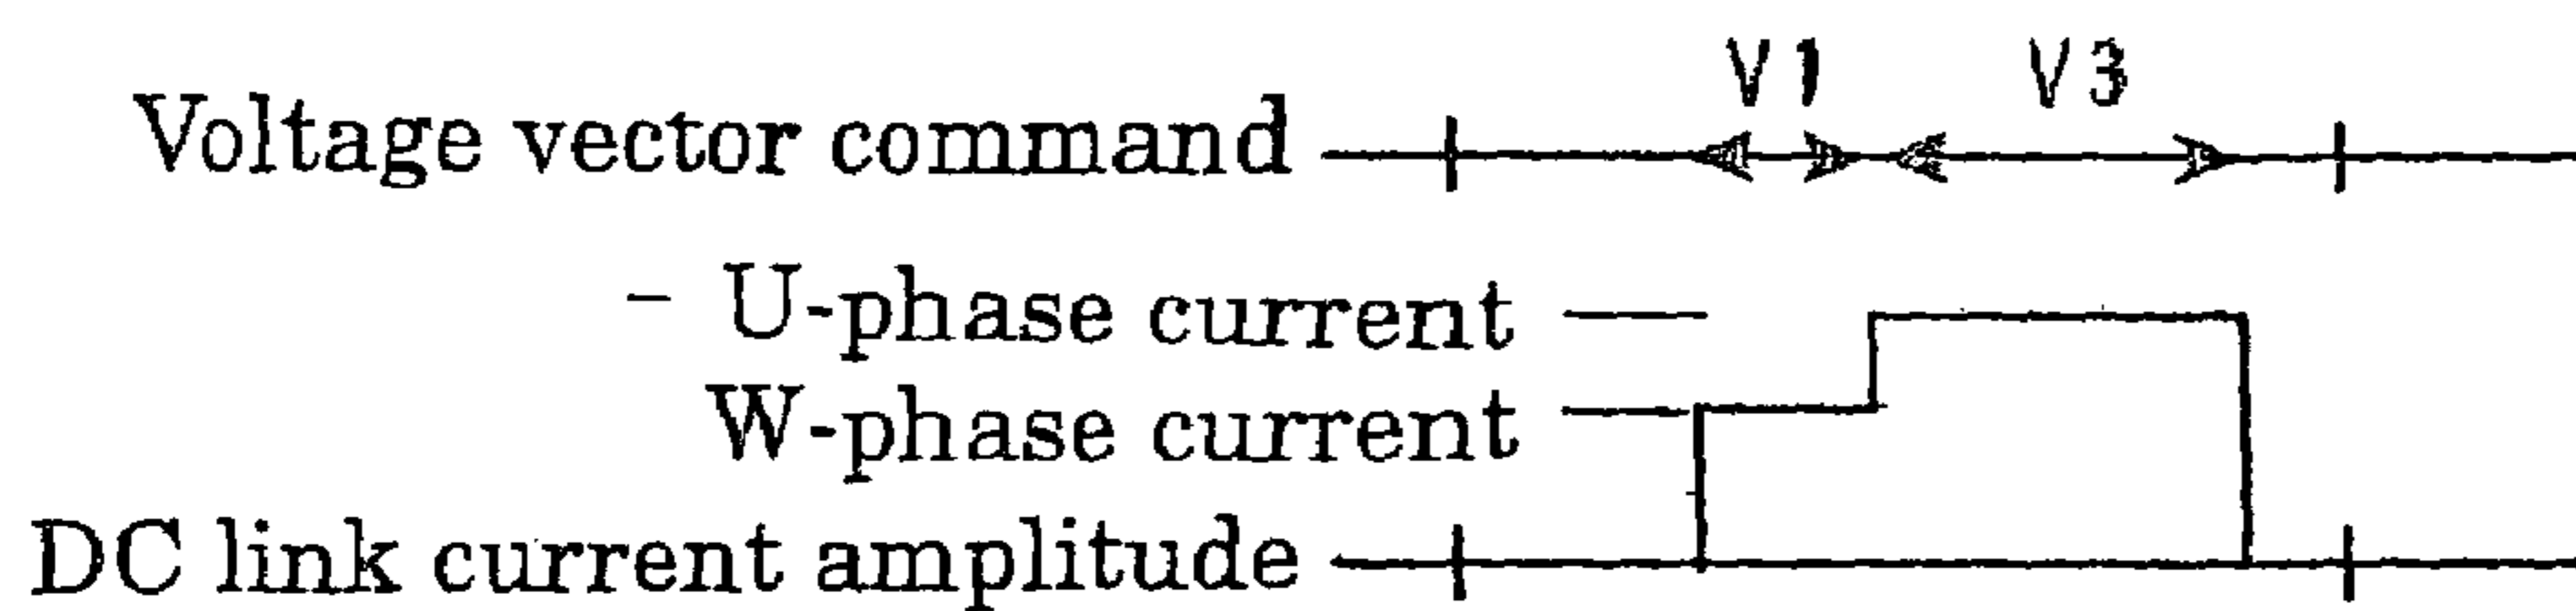 V1 V3
Voltage vector command
- U-phase current
W-phase current
DC link current amplitude